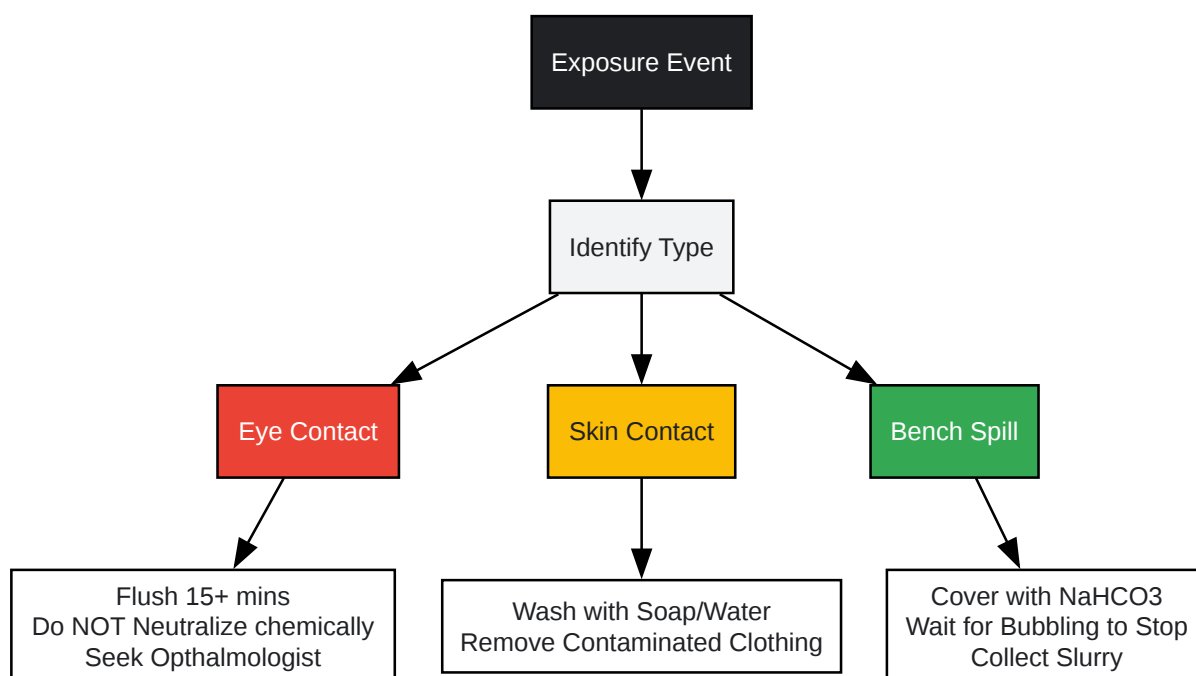 Exposure Event
Identify Type
Eye Contact
Skin Contact
Bench Spill
Flush 15+ mins
Do NOT Neutralize chemically
Seek Opthalmologist
Wash with Soap/Water
Remove Contaminated Clothing
Cover with NaHCO3
Wait for Bubbling to Stop
Collect Slurry